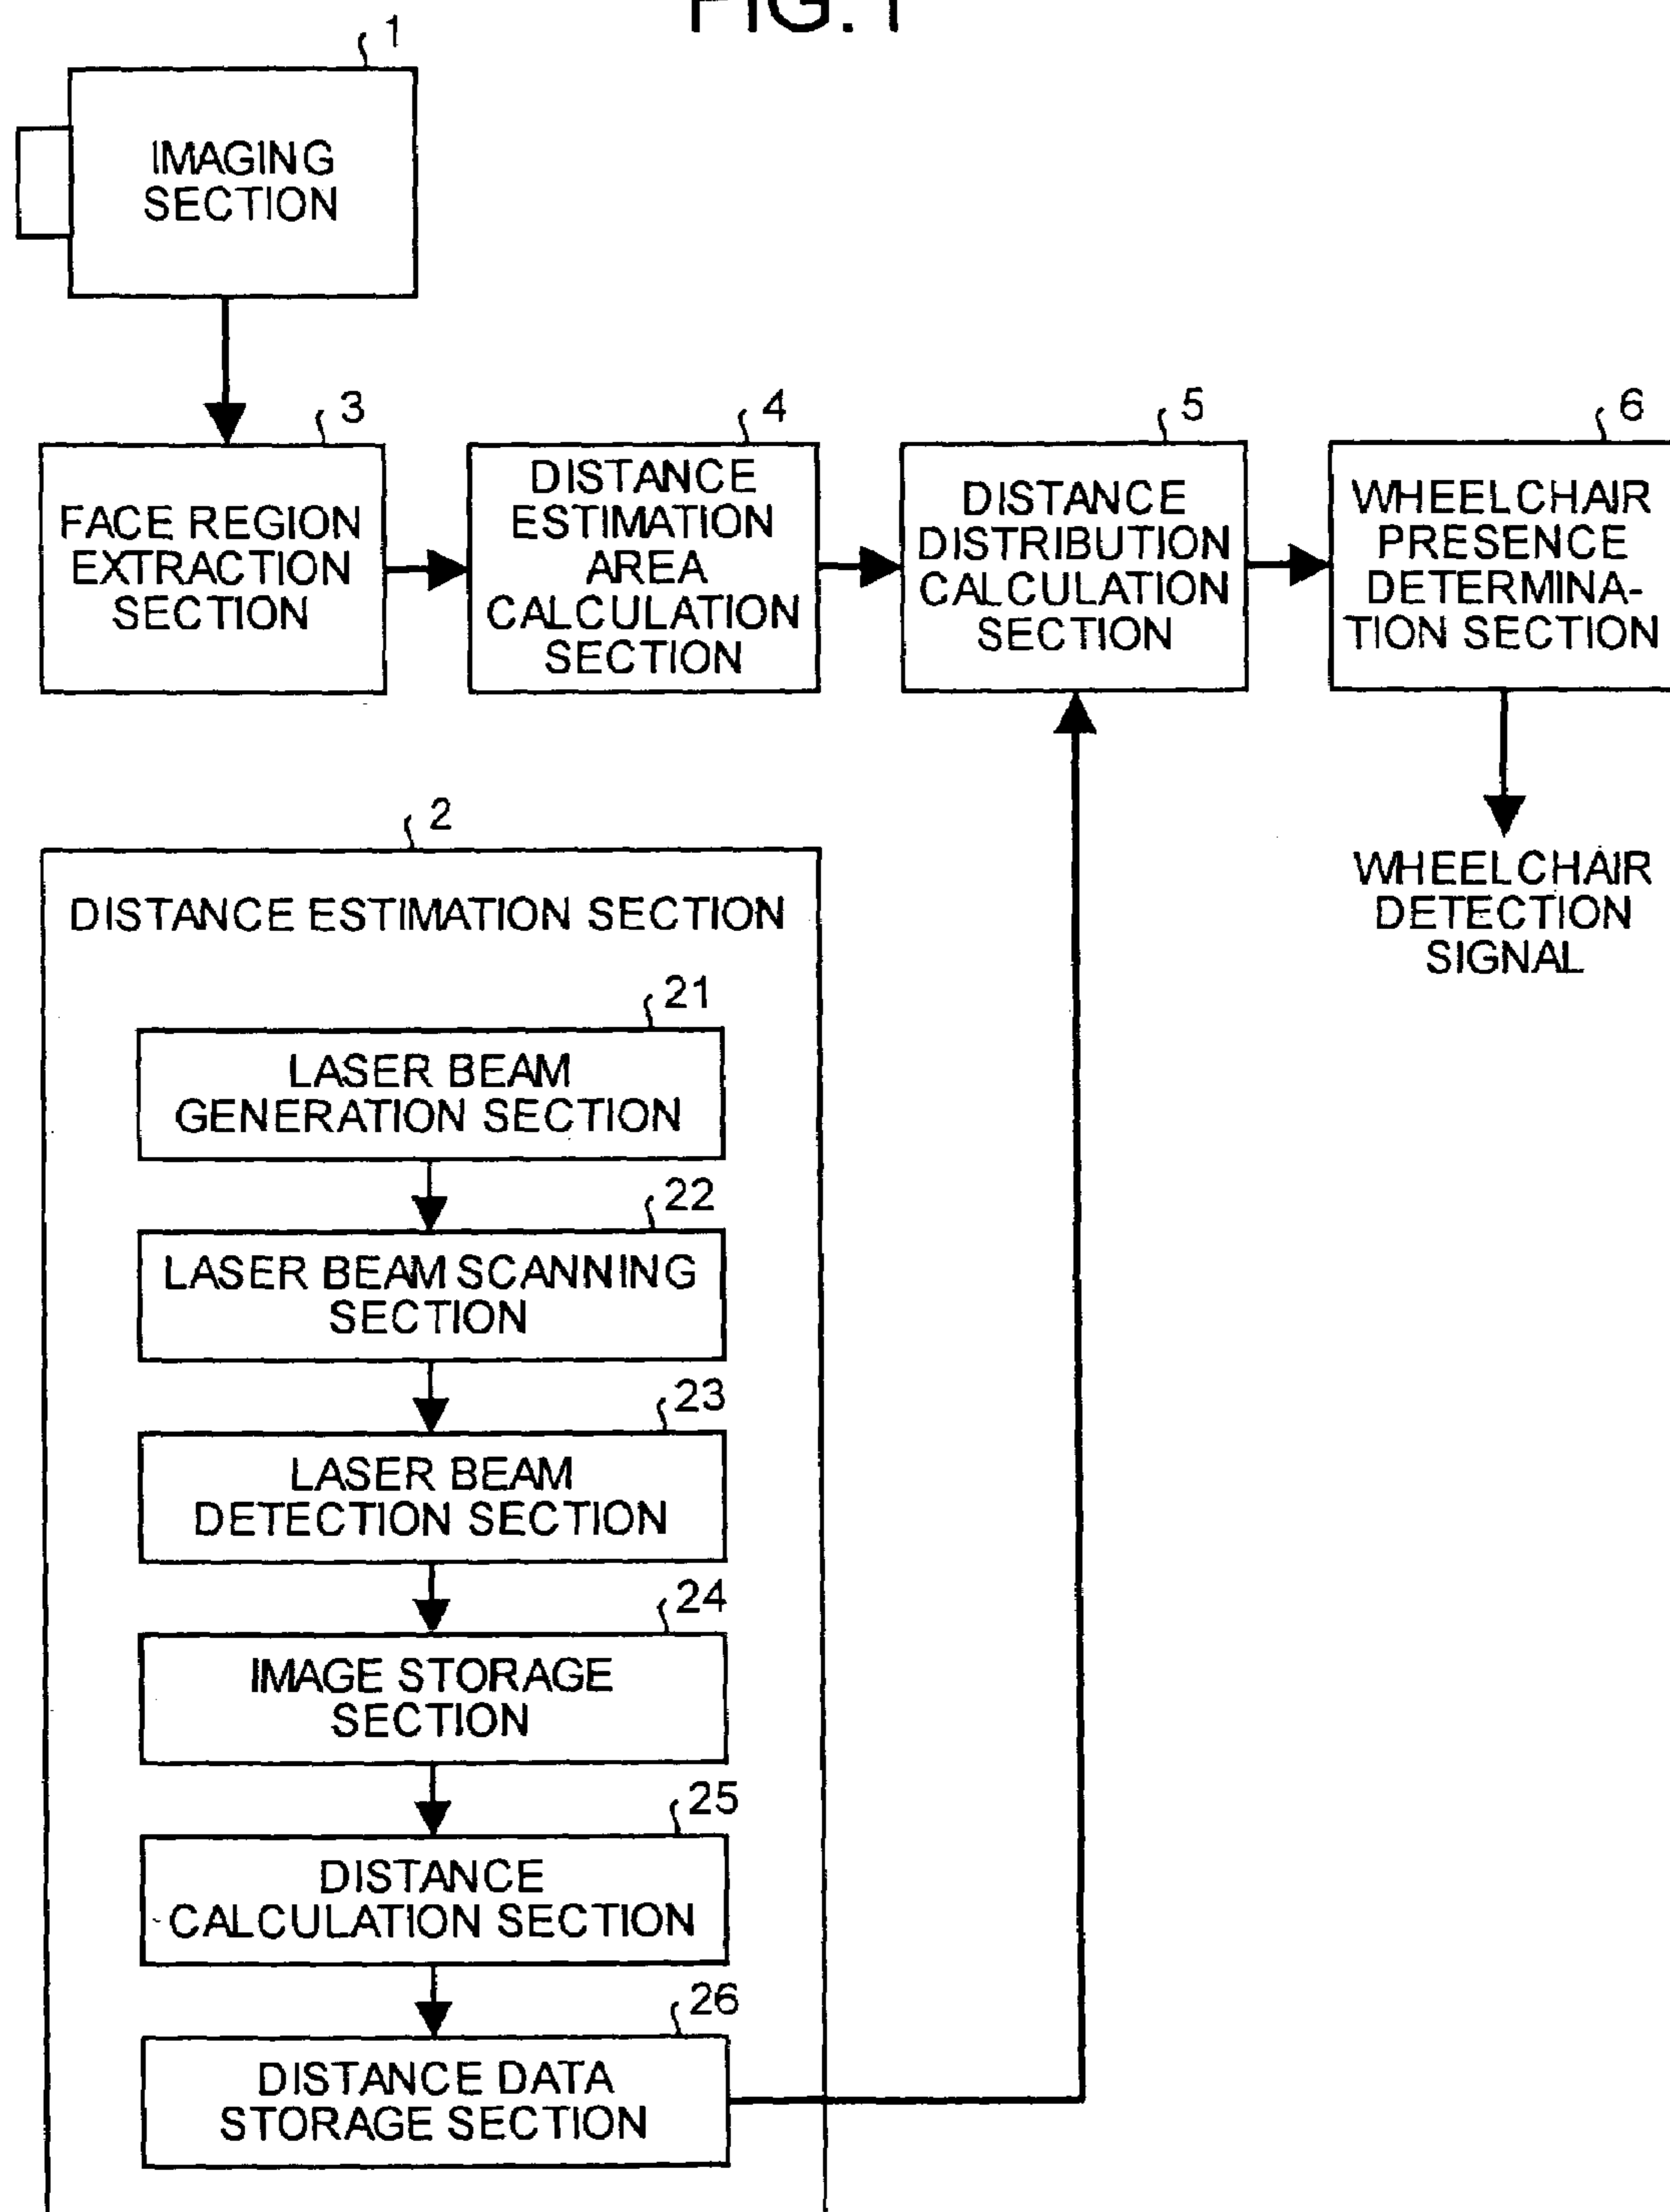 FIG. 1
1
IMAGING
SECTION
3
FACE REGION
EXTRACTION
SECTION
4
DISTANCE
ESTIMATION
AREA
CALCULATION
SECTION
5
DISTANCE
DISTRIBUTION
CALCULATION
SECTION
6
WHEELCHAIR
PRESENCE
DETERMINA-
TION SECTION
WHEELCHAIR
DETECTION
SIGNAL
2
DISTANCE ESTIMATION SECTION
21
LASER BEAM
GENERATION SECTION
22
LASER BEAM SCANNING
SECTION
23
LASER BEAM
DETECTION SECTION
24
IMAGE STORAGE
SECTION
25
DISTANCE
CALCULATION SECTION
26
DISTANCE DATA
STORAGE SECTION